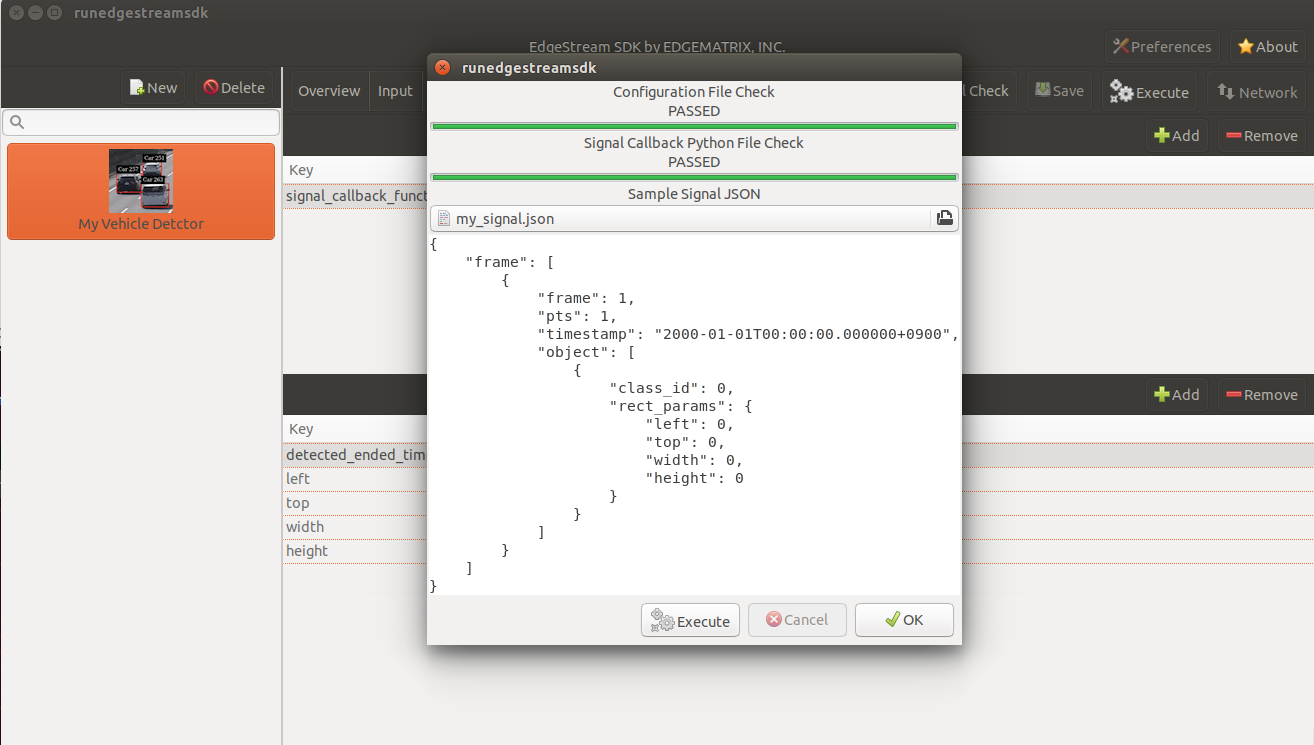 runedgestreamsdk
EdgeStream SDK by EDGEMATRIX, INC.
Preferences
About
New
Delete
Overview
Input
l Check
Save
Execute
Network
Add
Remove
Car 251
Car 257
Car 263
My Vehicle Detctor
Key
signal_callback_funct
Add
Remove
Key
detected_ended_tim
left
top
width
height
runedgestreamsdk
Configuration File Check
PASSED
Signal Callback Python File Check
PASSED
Sample Signal JSON
my_signal.json
{
    "frame": [
        {
            "frame": 1,
            "pts": 1,
            "timestamp": "2000-01-01T00:00:00.000000+0900",
            "object": [
                {
                    "class_id": 0,
                    "rect_params": {
                        "left": 0,
                        "top": 0,
                        "width": 0,
                        "height": 0
                    }
                }
            ]
        }
    ]
}
Execute
Cancel
OK